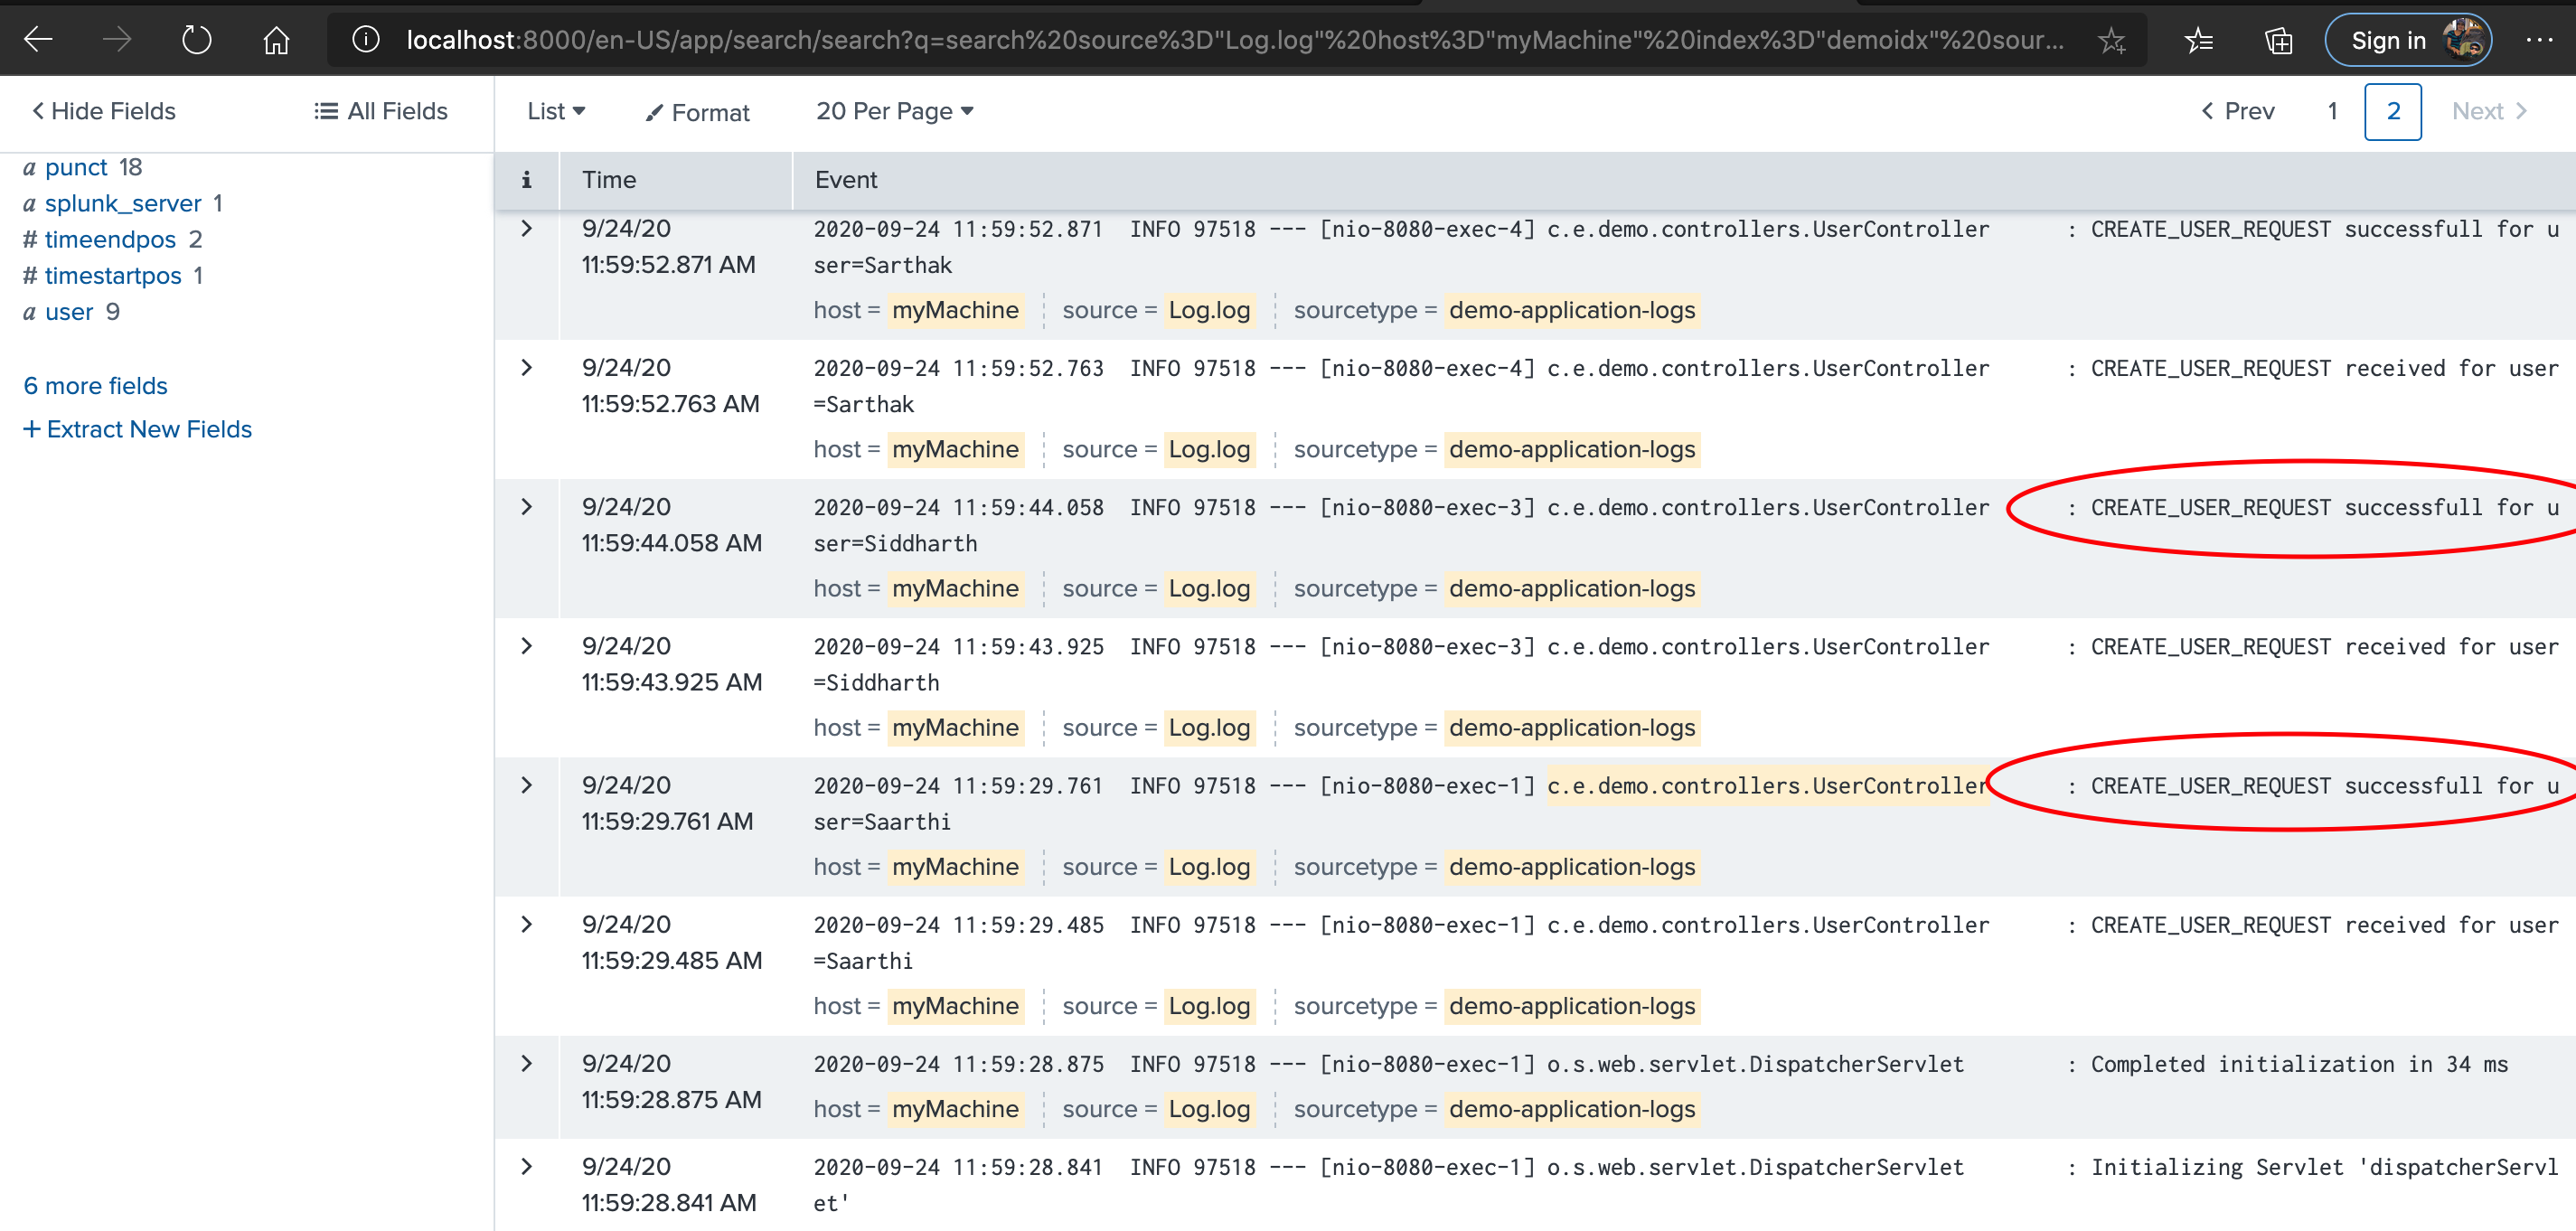 localhost:8000/en-US/app/search/search?q=search%20source%3D"Log.log"%20host%3D"myMachine"%20index%3D"demoidx"%20sour...
Sign in
Hide Fields
All Fields
List
Format
20 Per Page
Prev 1 2 Next
a punct 18
a splunk_server 1
# timeendpos 2
# timestartpos 1
a user 9
6 more fields
+ Extract New Fields
i Time Event
9/24/20
11:59:52.871 AM
2020-09-24 11:59:52.871 INFO 97518 --- [nio-8080-exec-4] c.e.demo.controllers.UserController : CREATE_USER_REQUEST successfull for u
ser=Sarthak
host = myMachine source = Log.log sourcetype = demo-application-logs
9/24/20
11:59:52.763 AM
2020-09-24 11:59:52.763 INFO 97518 --- [nio-8080-exec-4] c.e.demo.controllers.UserController : CREATE_USER_REQUEST received for user
=Sarthak
host = myMachine source = Log.log sourcetype = demo-application-logs
9/24/20
11:59:44.058 AM
2020-09-24 11:59:44.058 INFO 97518 --- [nio-8080-exec-3] c.e.demo.controllers.UserController : CREATE_USER_REQUEST successfull for u
ser=Siddharth
host = myMachine source = Log.log sourcetype = demo-application-logs
9/24/20
11:59:43.925 AM
2020-09-24 11:59:43.925 INFO 97518 --- [nio-8080-exec-3] c.e.demo.controllers.UserController : CREATE_USER_REQUEST received for user
=Siddharth
host = myMachine source = Log.log sourcetype = demo-application-logs
9/24/20
11:59:29.761 AM
2020-09-24 11:59:29.761 INFO 97518 --- [nio-8080-exec-1] c.e.demo.controllers.UserController : CREATE_USER_REQUEST successfull for u
ser=Saarthi
host = myMachine source = Log.log sourcetype = demo-application-logs
9/24/20
11:59:29.485 AM
2020-09-24 11:59:29.485 INFO 97518 --- [nio-8080-exec-1] c.e.demo.controllers.UserController : CREATE_USER_REQUEST received for user
=Saarthi
host = myMachine source = Log.log sourcetype = demo-application-logs
9/24/20
11:59:28.875 AM
2020-09-24 11:59:28.875 INFO 97518 --- [nio-8080-exec-1] o.s.web.servlet.DispatcherServlet : Completed initialization in 34 ms
host = myMachine source = Log.log sourcetype = demo-application-logs
9/24/20
11:59:28.841 AM
2020-09-24 11:59:28.841 INFO 97518 --- [nio-8080-exec-1] o.s.web.servlet.DispatcherServlet : Initializing Servlet 'dispatcherServl
et'